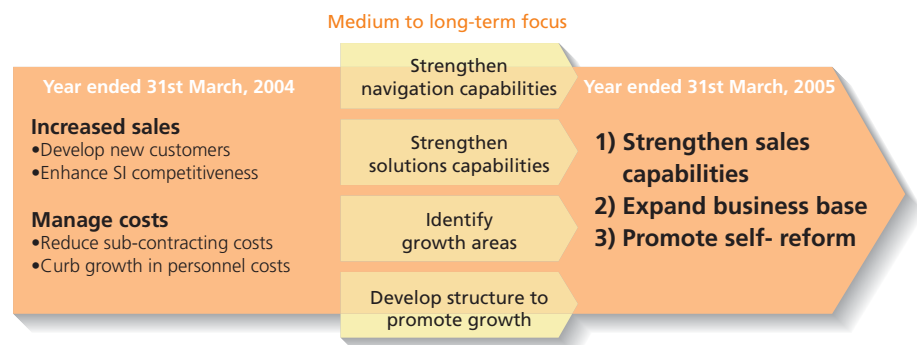 Medium to long-term focus
Year ended 31st March, 2004
Increased sales
•Develop new customers
•Enhance SI competitiveness
Manage costs
•Reduce sub-contracting costs
•Curb growth in personnel costs
Strengthen
navigation capabilities
Strengthen
solutions capabilities
Identify
growth areas
Develop structure to
promote growth
Year ended 31st March, 2005
1) Strengthen sales
capabilities
2) Expand business base
3) Promote self- reform